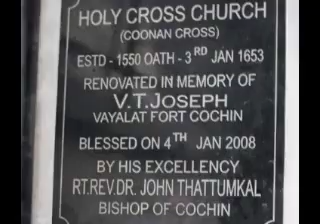 HOLY CROSS CHURCH
(COONAN CROSS)
ESTD - 1550 OATH - 3RD JAN 1653
RENOVATED IN MEMORY OF
V.T.JOSEPH
VAYALAT FORT COCHIN
BLESSED ON 4TH JAN 2008
BY HIS EXCELLENCY
RT.REV.DR. JOHN THATTUMKAL
BISHOP OF COCHIN